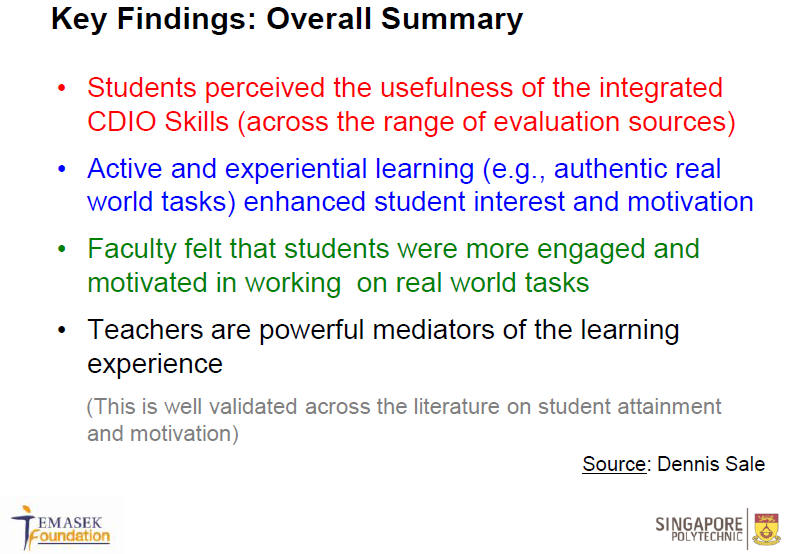 Key Findings: Overall Summary
• Students perceived the usefulness of the integrated
CDIO Skills (across the range of evaluation sources)
• Active and experiential learning (e.g., authentic real
world tasks) enhanced student interest and motivation
• Faculty felt that students were more engaged and
motivated in working  on real world tasks
• Teachers are powerful mediators of the learning
experience
(This is well validated across the literature on student attainment
and motivation)
Source: Dennis Sale
TEMASEK
Foundation
SINGAPORE
POLYTECHNIC